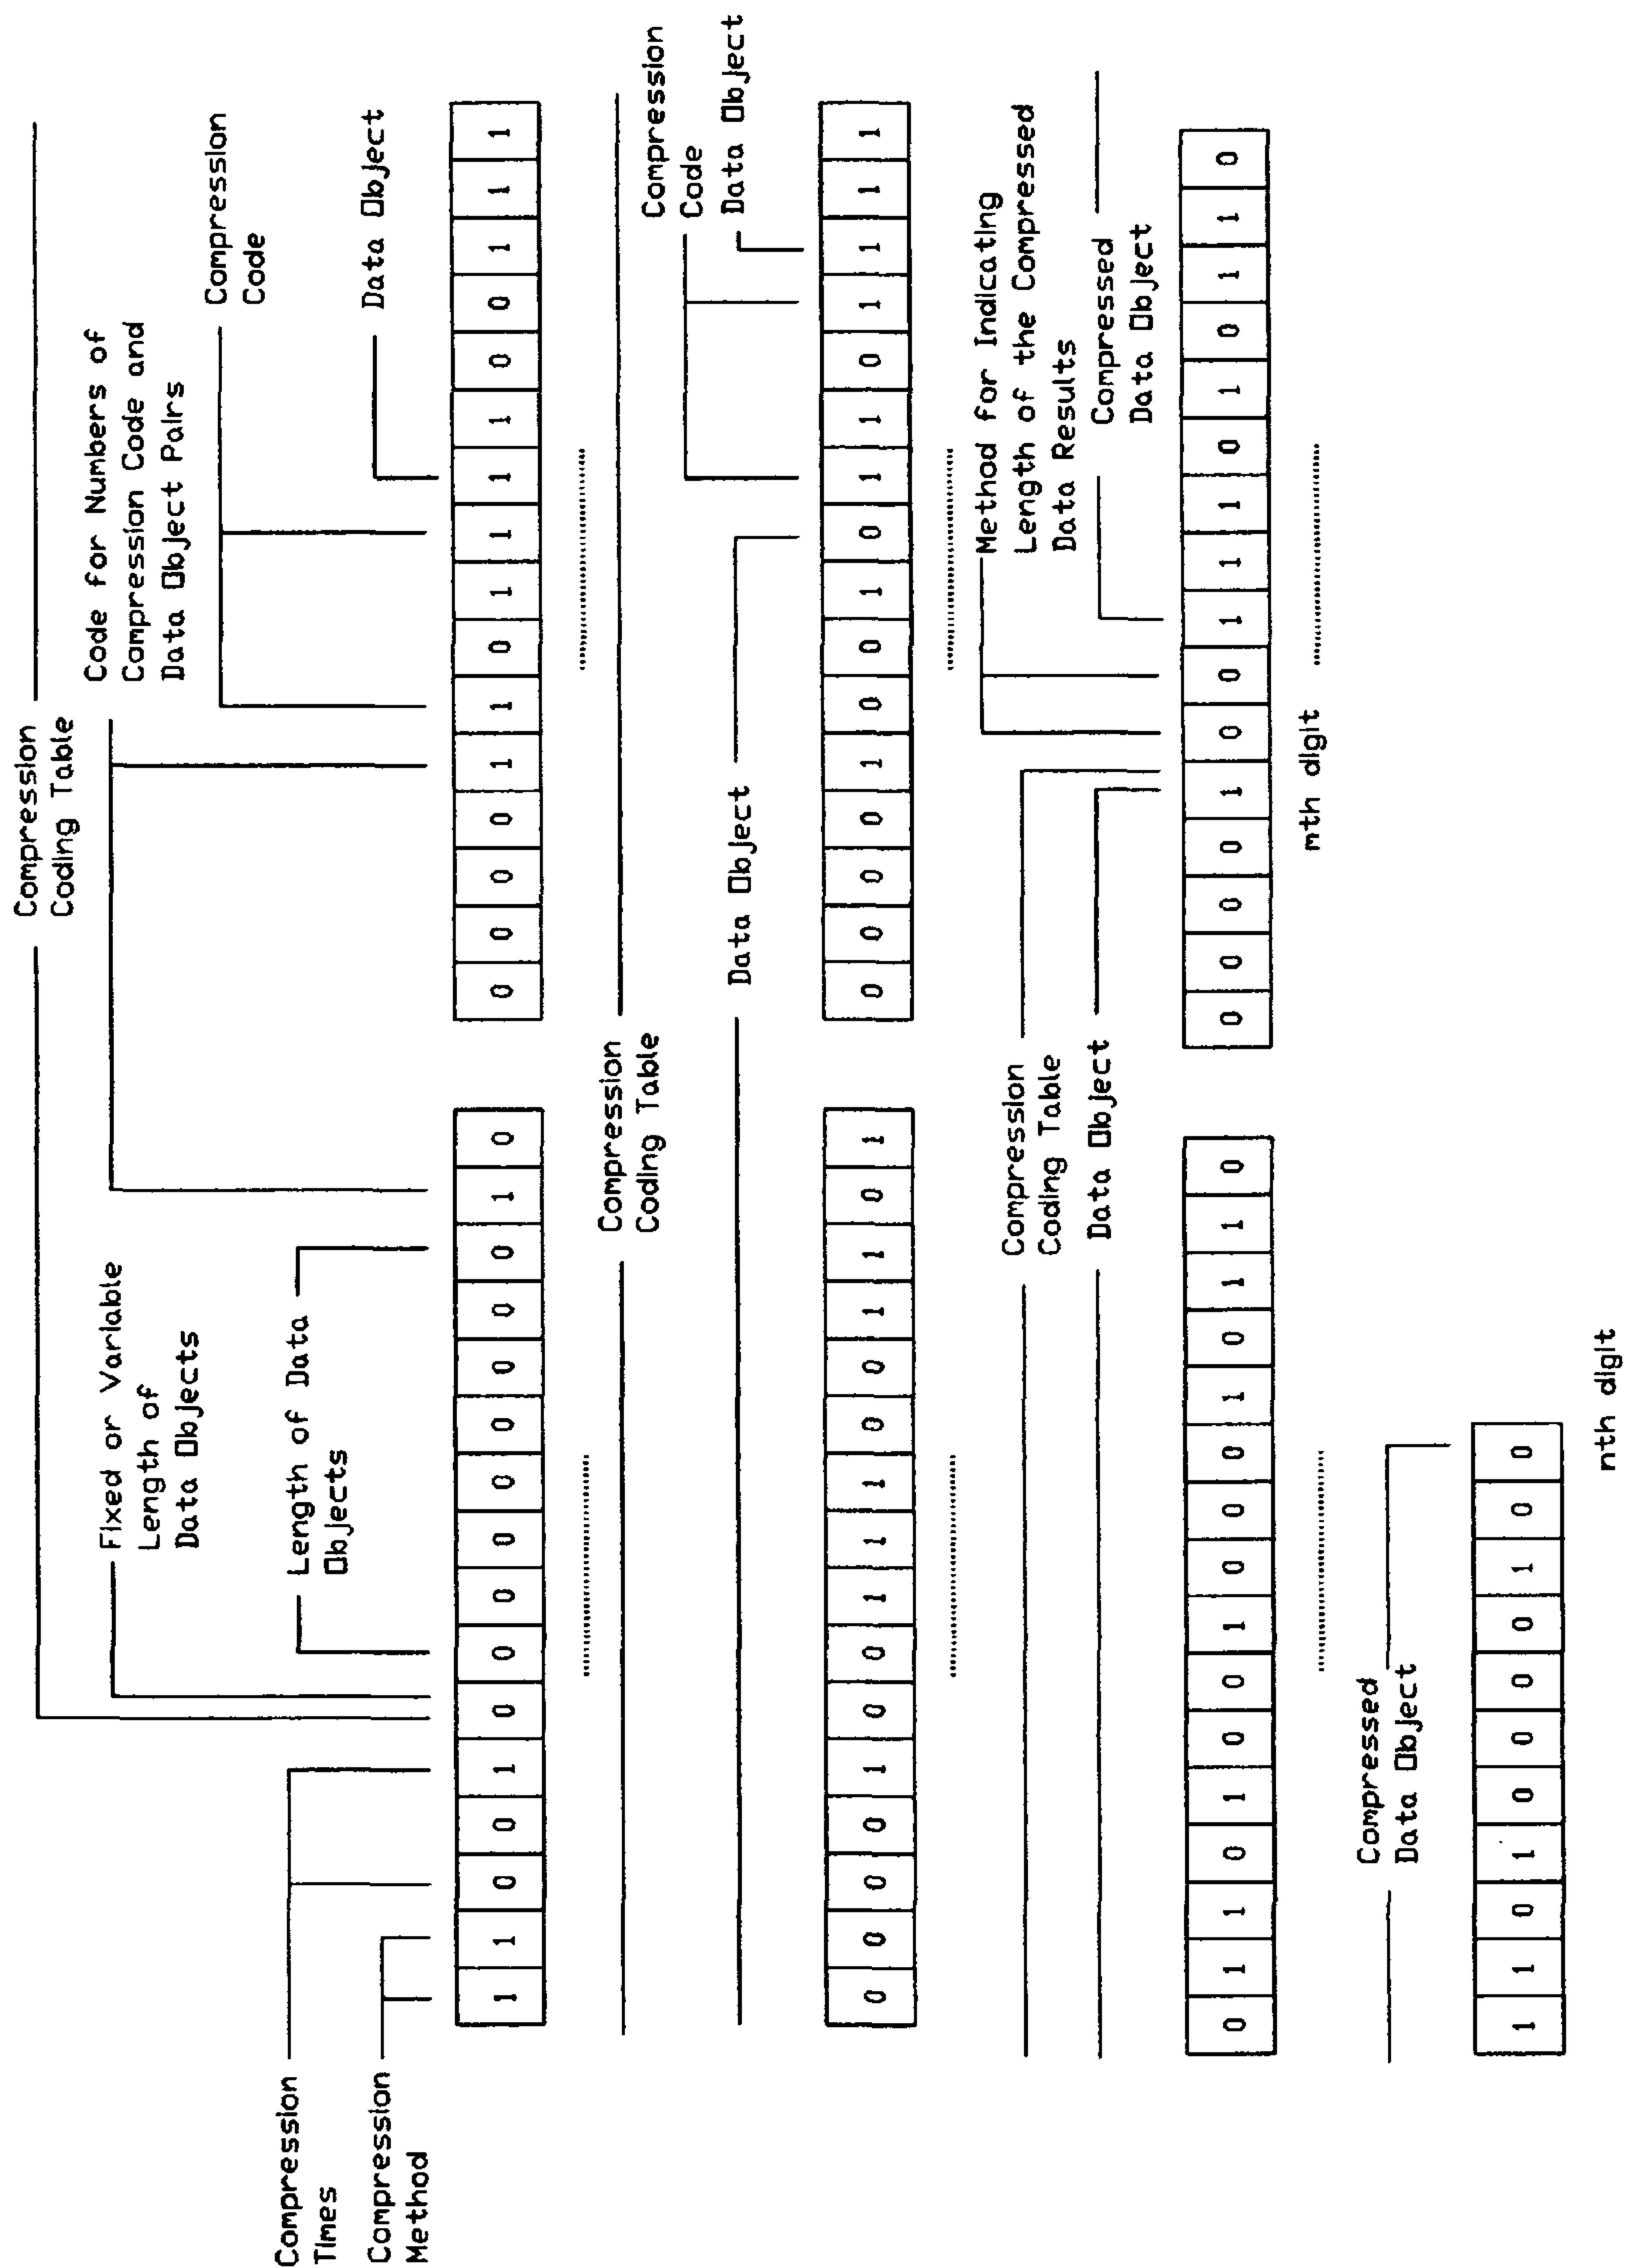 Compression
Coding Table
Fixed or Variable
Length of
Data Objects
Code for Numbers of
Compression Code and
Data Object Pairs
Compression
Code
Compression
Times
Length of Data
Objects
Data Object
Compression
Method
1 1 0 0 1 0 0 0 0 0 0 0 0 0 1 0
0 0 0 0 1 1 0 1 1 1 1 0 0 1 1 1
Compression
Coding Table
Compression
Code
Data Object
Data Object
0 0 0 0 1 0 0 1 1 1 0 0 1 1 0 1
0 0 0 0 1 0 0 1 0 1 1 0 1 1 1 1
Compression
Coding Table
Method for Indicating
Length of the Compressed
Data Results
Data Object
Compressed
Data Object
0 1 1 0 1 0 0 1 0 0 0 1 0 1 1 0
0 0 0 0 1 0 0 1 1 1 0 1 0 1 1 0
mth digit
Compressed
Data Object
1 1 0 1 0 0 0 0 1 0 0
nth digit